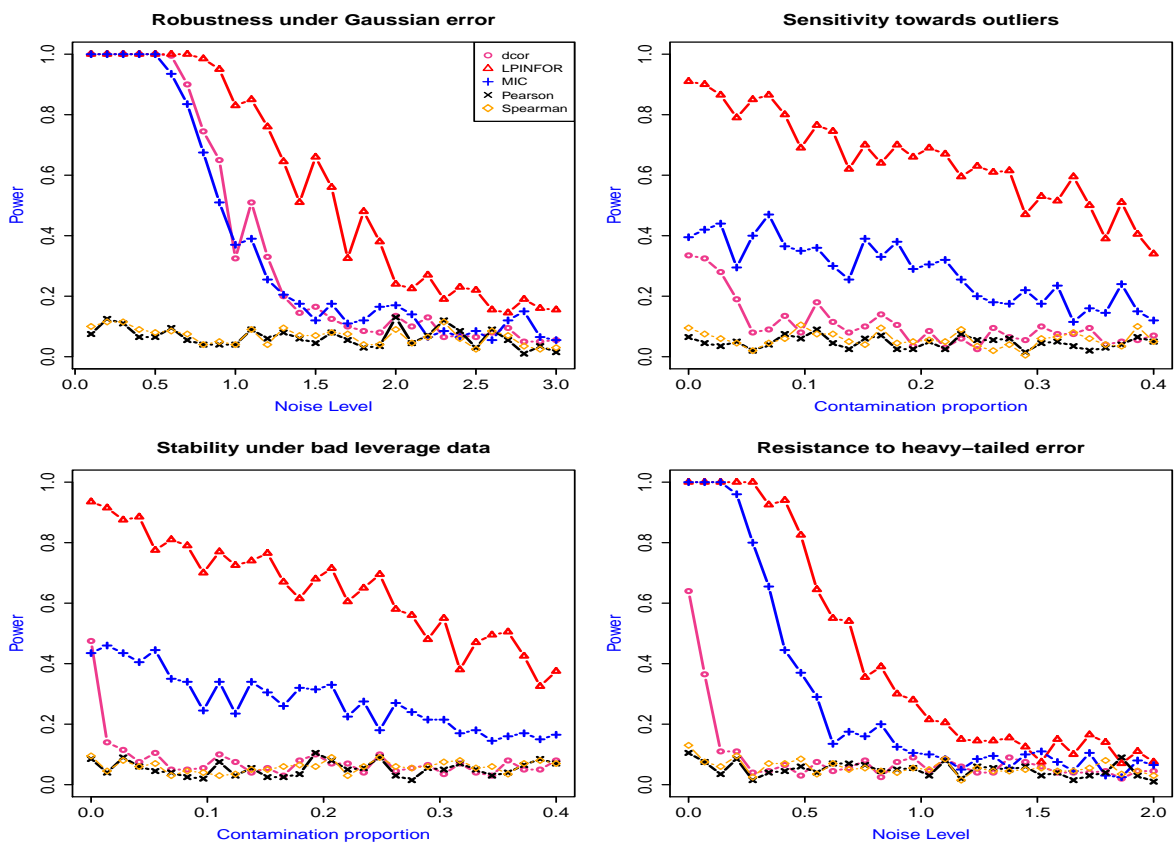 Robustness under Gaussian error
Power
0.0 0.2 0.4 0.6 0.8 1.0
dcor
LPINFOR
MIC
Pearson
Spearman
0.0 0.5 1.0 1.5 2.0 2.5 3.0
Noise Level
Sensitivity towards outliers
Power
0.0 0.2 0.4 0.6 0.8 1.0
0.0 0.1 0.2 0.3 0.4
Contamination proportion
Stability under bad leverage data
Power
0.0 0.2 0.4 0.6 0.8 1.0
0.0 0.1 0.2 0.3 0.4
Contamination proportion
Resistance to heavy−tailed error
Power
0.0 0.2 0.4 0.6 0.8 1.0
0.0 0.5 1.0 1.5 2.0
Noise Level